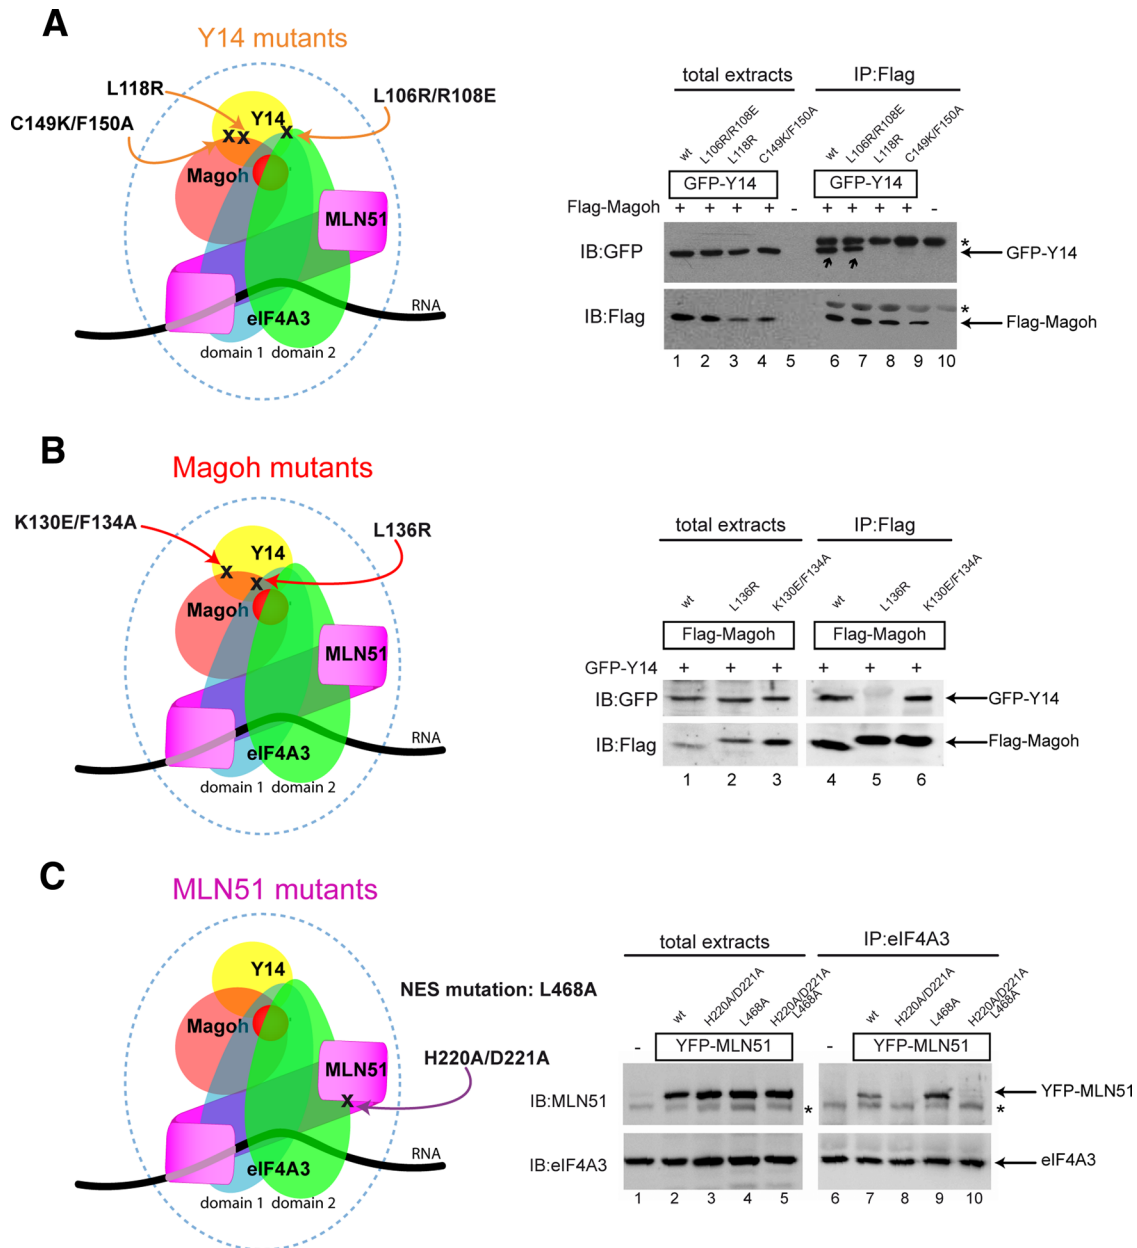 A
Y14 mutants
L118R
C149K/F150A
L106R/R108E
Y14
X X
X
Magoh
MLN51
eIF4A3
RNA
domain 1 domain 2
total extracts
IP:Flag
wt
L106R/R108E
L118R
C149K/F150A
wt
L106R/R108E
L118R
C149K/F150A
GFP-Y14
GFP-Y14
Flag-Magoh + + + + - + + + + -
IB:GFP
*
GFP-Y14
IB:Flag
*
Flag-Magoh
1 2 3 4 5 6 7 8 9 10
B
Magoh mutants
K130E/F134A
L136R
Y14
X
X
Magoh
MLN51
eIF4A3
RNA
domain 1 domain 2
total extracts
IP:Flag
wt
L136R
K130E/F134A
wt
L136R
K130E/F134A
Flag-Magoh
Flag-Magoh
GFP-Y14 + + + + + +
IB:GFP
GFP-Y14
IB:Flag
Flag-Magoh
1 2 3 4 5 6
C
MLN51 mutants
Y14
NES mutation: L468A
Magoh
H220A/D221A
MLN51
X
eIF4A3
RNA
domain 1 domain 2
total extracts
IP:eIF4A3
-
wt
H220A/D221A
L468A
H220A/D221A
L468A
-
wt
H220A/D221A
L468A
H220A/D221A
L468A
YFP-MLN51
YFP-MLN51
IB:MLN51
*
YFP-MLN51
*
IB:eIF4A3
eIF4A3
1 2 3 4 5 6 7 8 9 10